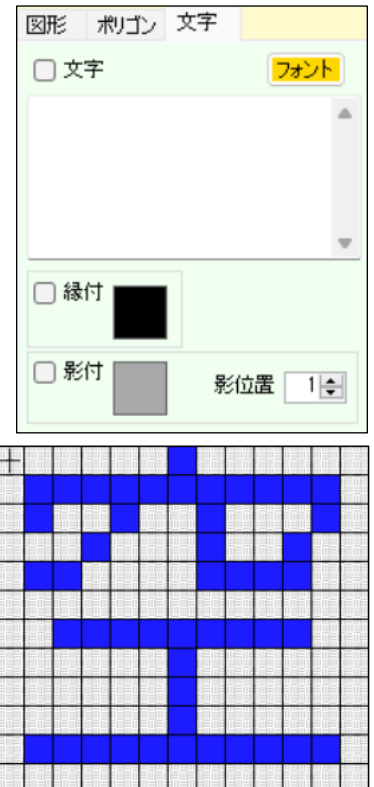 図形 ポリゴン 文字
文字 フォント
縁付
影付 影位置 1
空